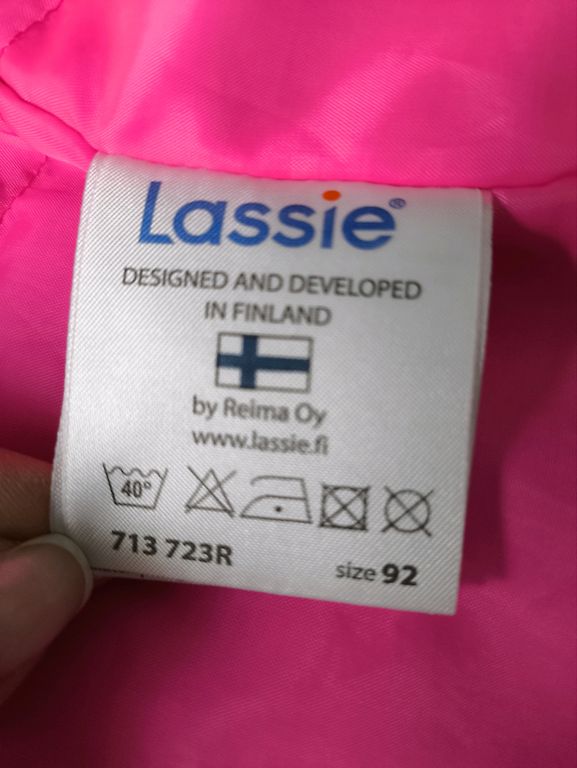 Lassie®
DESIGNED AND DEVELOPED
IN FINLAND
by Reima Oy
www.lassie.fi
40°
713 723R
size 92